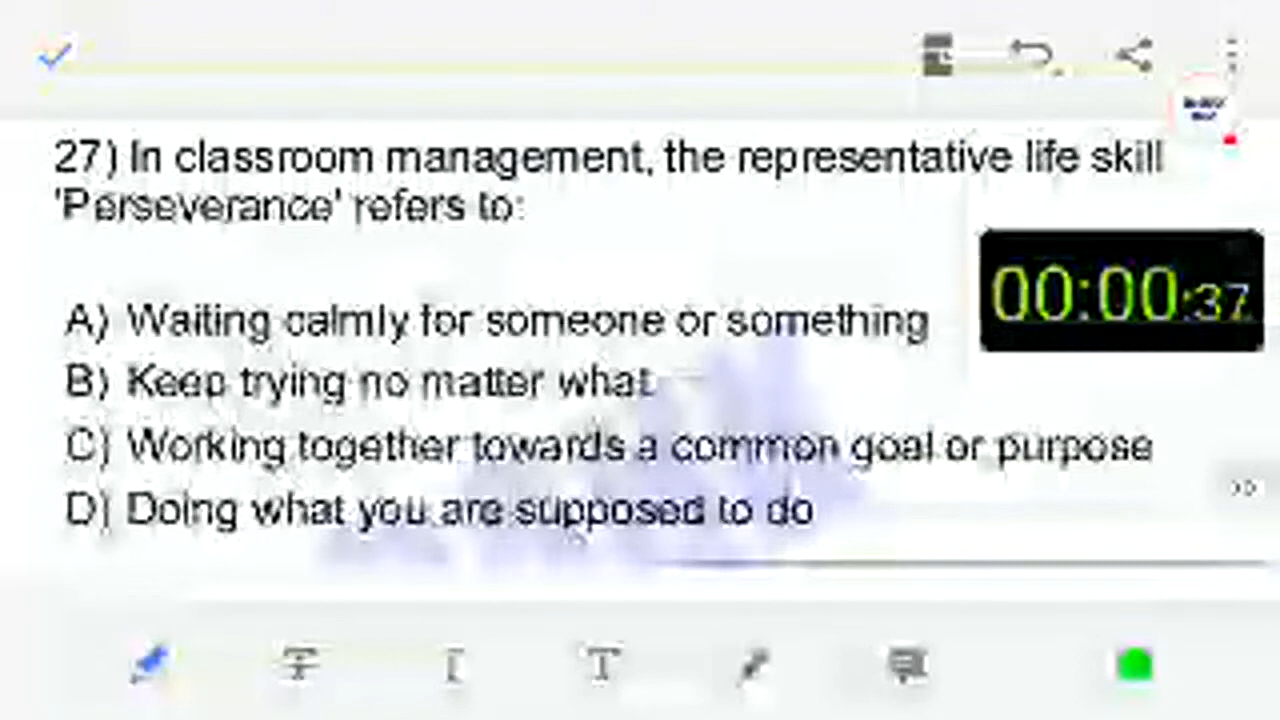 27) In classroom management, the representative life skill
'Perseverance' refers to:
00:00:37
A) Waiting calmly for someone or something
B) Keep trying no matter what
C) Working together towards a common goal or purpose
D) Doing what you are supposed to do